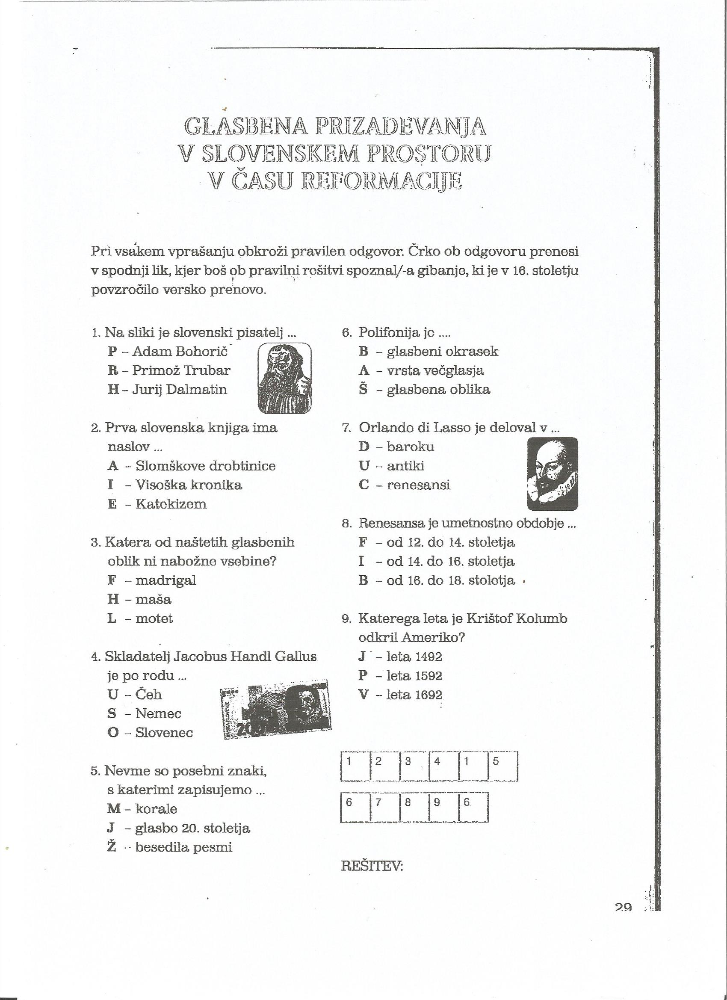 GLASBENA PRIZADEVANJA
V SLOVENSKEM PROSTORU
V ČASU REFORMACIJE
Pri vsakem vprašanju obkroži pravilen odgovor. Črko ob odgovoru prenesi
v spodnji lik, kjer boš ob pravilni rešitvi spoznal/-a gibanje, ki je v 16. stoletju
povzročilo versko prenovo.
1. Na sliki je slovenski pisatelj ...
P – Adam Bohorič
R – Primož Trubar
H – Jurij Dalmatin
2. Prva slovenska knjiga ima
naslov ...
A – Slomškove drobtinice
I – Visoška kronika
E – Katekizem
3. Katera od naštetih glasbenih
oblik ni nabožne vsebine?
F – madrigal
H – maša
L – motet
4. Skladatelj Jacobus Handl Gallus
je po rodu ...
U – Čeh
S – Nemec
O – Slovenec
200
200
5. Nevme so posebni znaki,
s katerimi zapisujemo ...
M – korale
J – glasbo 20. stoletja
Ž – besedila pesmi
6. Polifonija je ....
B – glasbeni okrasek
A – vrsta večglasja
Š – glasbena oblika
7. Orlando di Lasso je deloval v ...
D – baroku
U – antiki
C – renesansi
8. Renesansa je umetnostno obdobje ...
F – od 12. do 14. stoletja
I – od 14. do 16. stoletja
B – od 16. do 18. stoletja
9. Katerega leta je Krištof Kolumb
odkril Ameriko?
J – leta 1492
P – leta 1592
V – leta 1692
1 2 3 4 1 5
6 7 8 9 6
REŠITEV:
29